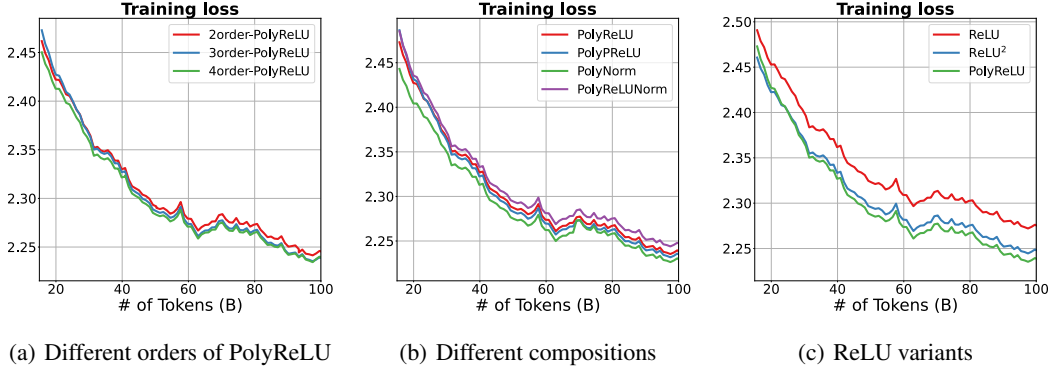 Training loss
2.45
2.40
2.35
2.30
2.25
20
40
60
80
100
# of Tokens (B)
2order-PolyReLU
3order-PolyReLU
4order-PolyReLU
(a) Different orders of PolyReLU
Training loss
2.45
2.40
2.35
2.30
2.25
20
40
60
80
100
# of Tokens (B)
PolyReLU
PolyPReLU
PolyNorm
PolyReLUNorm
(b) Different compositions
Training loss
2.50
2.45
2.40
2.35
2.30
2.25
20
40
60
80
100
# of Tokens (B)
ReLU
ReLU²
PolyReLU
(c) ReLU variants